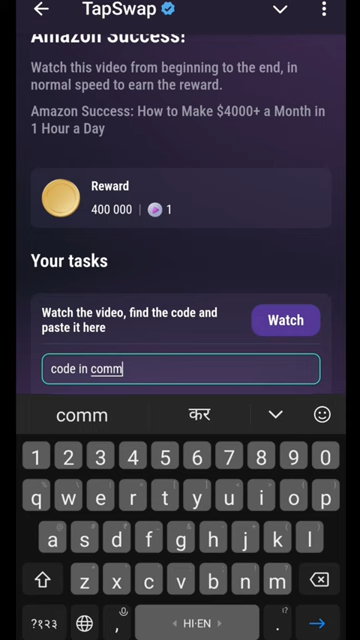 TapSwap
Amazon Success!
Watch this video from beginning to the end, in
normal speed to earn the reward.
Amazon Success: How to Make $4000+ a Month in
1 Hour a Day
Reward
400 000 | 1
Your tasks
Watch the video, find the code and
paste it here
Watch
code in comm
comm
कर
1 2 3 4 5 6 7 8 9 0
q w e r t y u i o p
a s d f g h j k l
z x c v b n m
?१२३ , HI·EN .